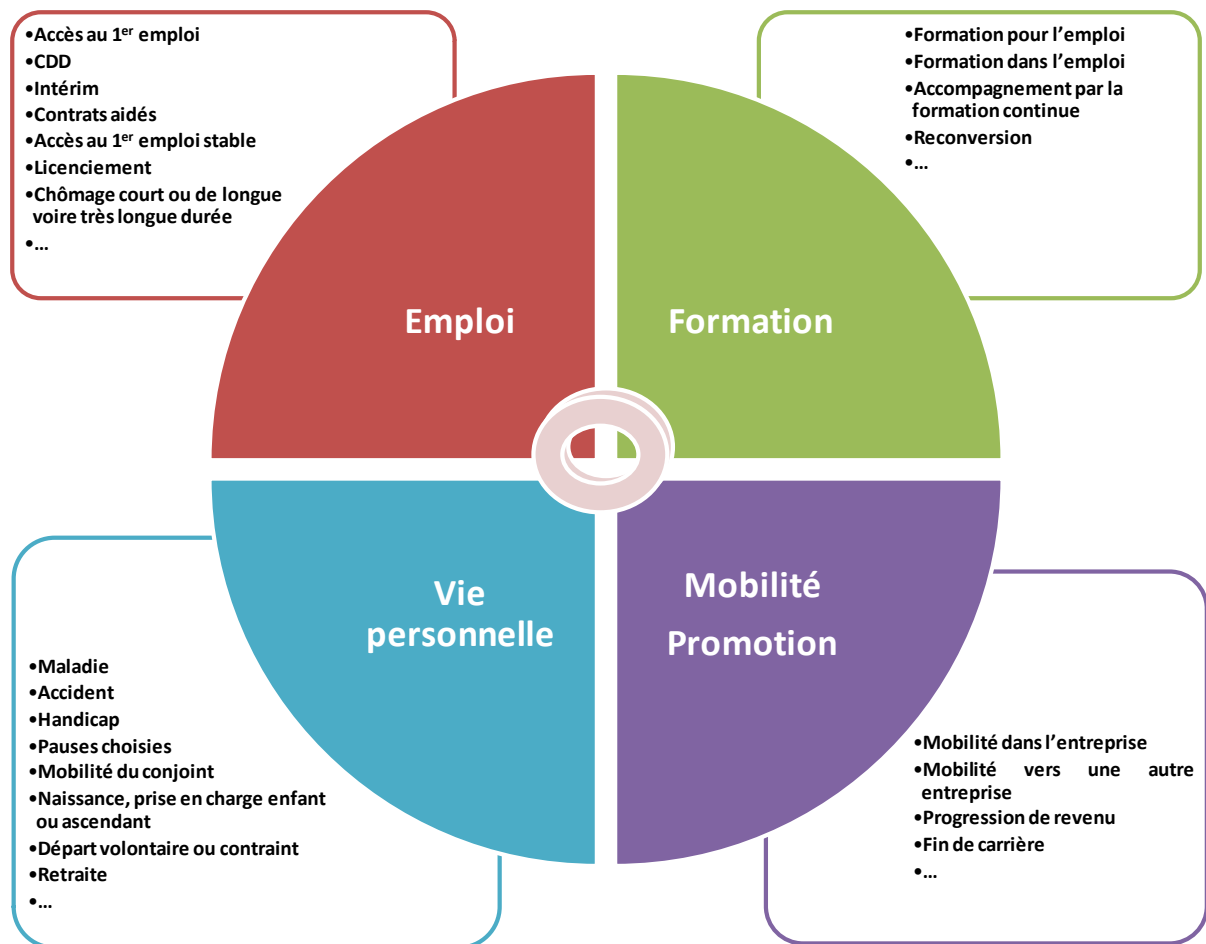 •Accès au 1er emploi
•CDD
•Intérim
•Contrats aidés
•Accès au 1er emploi stable
•Licenciement
•Chômage court ou de longue
voire très longue durée
•...
•Formation pour l’emploi
•Formation dans l’emploi
•Accompagnement par la
formation continue
•Reconversion
•...
Emploi
Formation
Vie
personnelle
Mobilité
Promotion
•Maladie
•Accident
•Handicap
•Pauses choisies
•Mobilité du conjoint
•Naissance, prise en charge enfant
ou ascendant
•Départ volontaire ou contraint
•Retraite
•...
•Mobilité dans l’entreprise
•Mobilité vers une autre
entreprise
•Progression de revenu
•Fin de carrière
•...